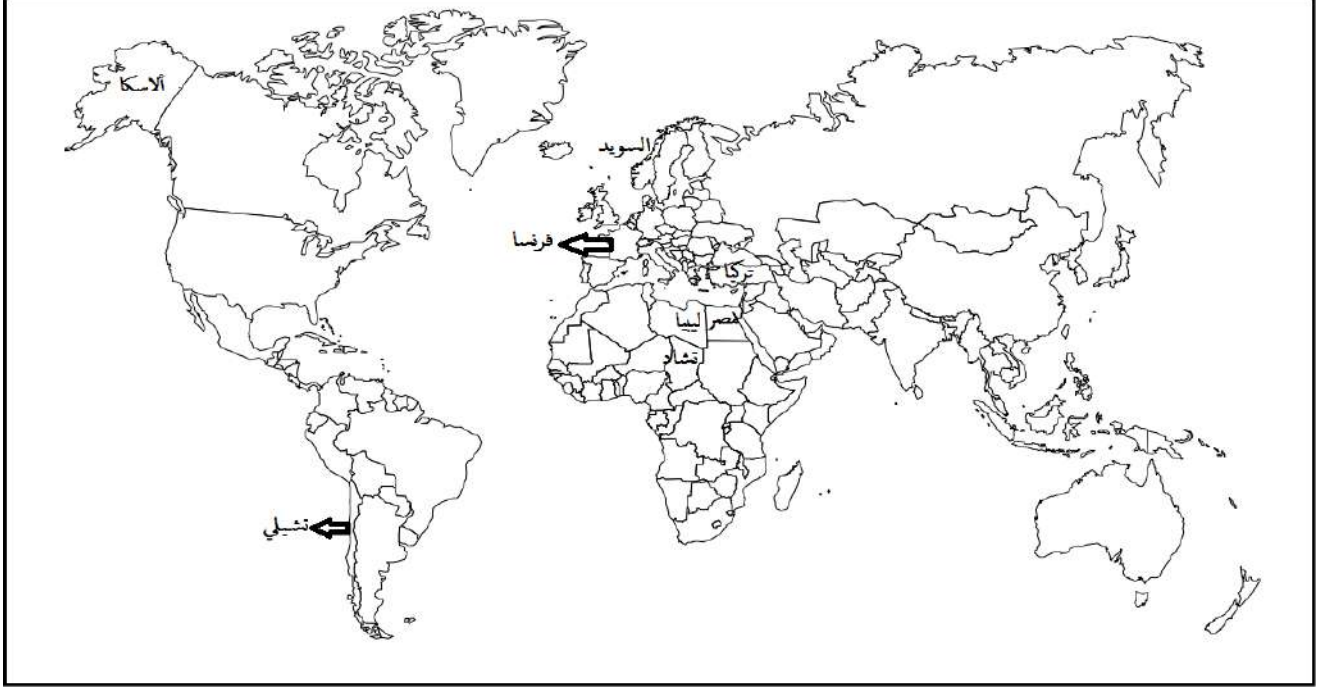 ألاسكا
السويد
فرنسا
تركيا
مصر ليبيا
تشاد
تشيلي